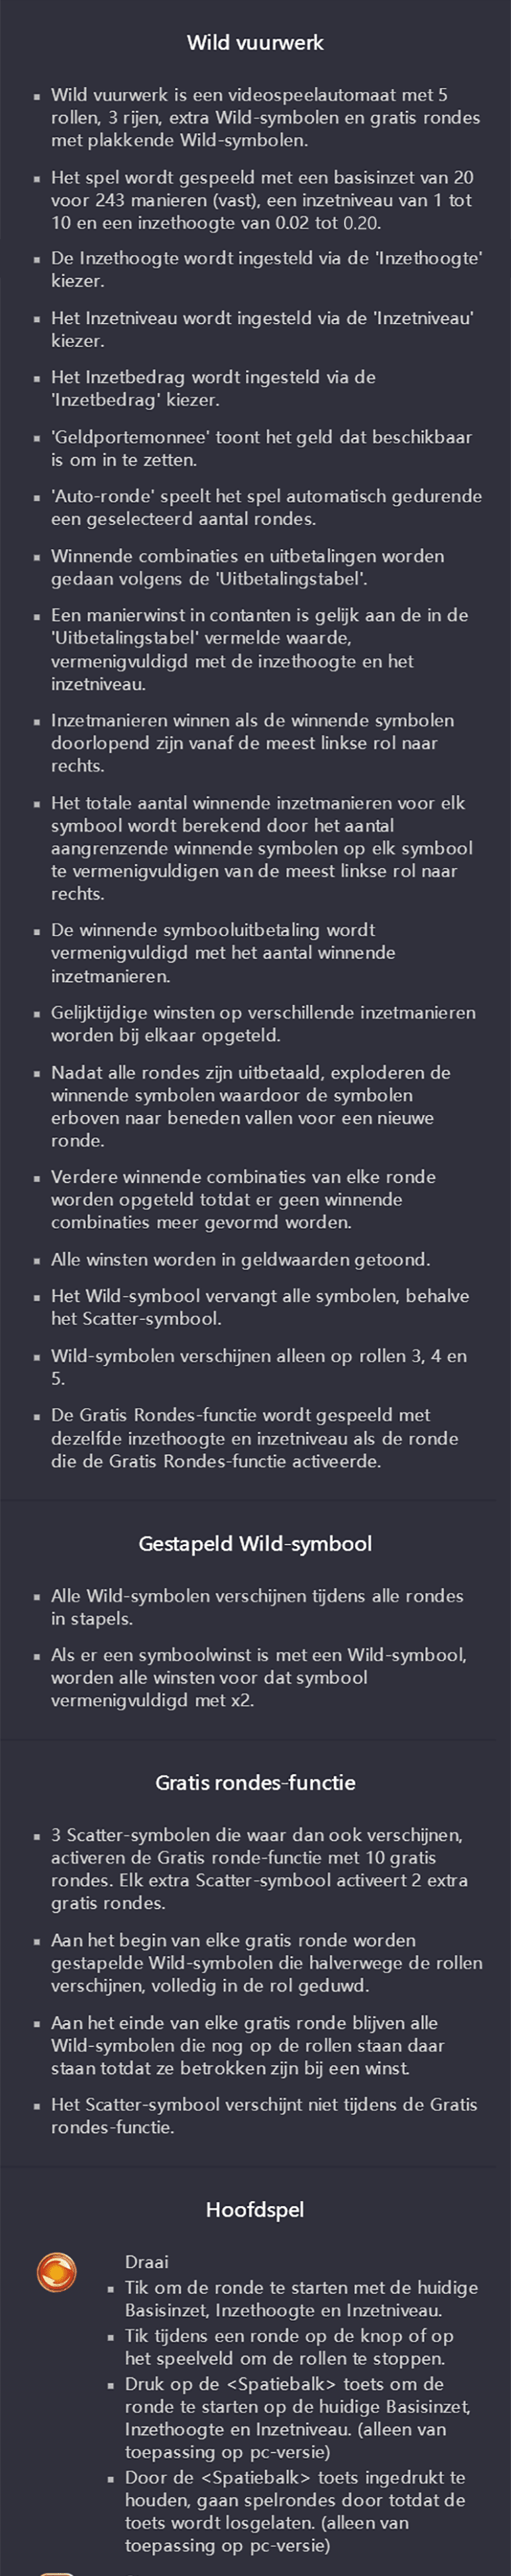 Wild vuurwerk
▪ Wild vuurwerk is een videospeelautomaat met 5
rollen, 3 rijen, extra Wild-symbolen en gratis rondes
met plakkende Wild-symbolen.
▪ Het spel wordt gespeeld met een basisinzet van 20
voor 243 manieren (vast), een inzetniveau van 1 tot
10 en een inzethoogte van 0.02 tot 0.20.
▪ De Inzethoogte wordt ingesteld via de 'Inzethoogte'
kiezer.
▪ Het Inzetniveau wordt ingesteld via de 'Inzetniveau'
kiezer.
▪ Het Inzetbedrag wordt ingesteld via de
'Inzetbedrag' kiezer.
▪ 'Geldportemonnee' toont het geld dat beschikbaar
is om in te zetten.
▪ 'Auto-ronde' speelt het spel automatisch gedurende
een geselecteerd aantal rondes.
▪ Winnende combinaties en uitbetalingen worden
gedaan volgens de 'Uitbetalingstabel'.
▪ Een manierwinst in contanten is gelijk aan de in de
'Uitbetalingstabel' vermelde waarde,
vermenigvuldigd met de inzethoogte en het
inzetniveau.
▪ Inzetmanieren winnen als de winnende symbolen
doorlopend zijn vanaf de meest linkse rol naar
rechts.
▪ Het totale aantal winnende inzetmanieren voor elk
symbool wordt berekend door het aantal
aangrenzende winnende symbolen op elk symbool
te vermenigvuldigen van de meest linkse rol naar
rechts.
▪ De winnende symbooluitbetaling wordt
vermenigvuldigd met het aantal winnende
inzetmanieren.
▪ Gelijktijdige winsten op verschillende inzetmanieren
worden bij elkaar opgeteld.
▪ Nadat alle rondes zijn uitbetaald, exploderen de
winnende symbolen waardoor de symbolen
erboven naar beneden vallen voor een nieuwe
ronde.
▪ Verdere winnende combinaties van elke ronde
worden opgeteld totdat er geen winnende
combinaties meer gevormd worden.
▪ Alle winsten worden in geldwaarden getoond.
▪ Het Wild-symbool vervangt alle symbolen, behalve
het Scatter-symbool.
▪ Wild-symbolen verschijnen alleen op rollen 3, 4 en
5.
▪ De Gratis Rondes-functie wordt gespeeld met
dezelfde inzethoogte en inzetniveau als de ronde
die de Gratis Rondes-functie activeerde.
Gestapeld Wild-symbool
▪ Alle Wild-symbolen verschijnen tijdens alle rondes
in stapels.
▪ Als er een symboolwinst is met een Wild-symbool,
worden alle winsten voor dat symbool
vermenigvuldigd met x2.
Gratis rondes-functie
▪ 3 Scatter-symbolen die waar dan ook verschijnen,
activeren de Gratis ronde-functie met 10 gratis
rondes. Elk extra Scatter-symbool activeert 2 extra
gratis rondes.
▪ Aan het begin van elke gratis ronde worden
gestapelde Wild-symbolen die halverwege de rollen
verschijnen, volledig in de rol geduwd.
▪ Aan het einde van elke gratis ronde blijven alle
Wild-symbolen die nog op de rollen staan daar
staan totdat ze betrokken zijn bij een winst.
▪ Het Scatter-symbool verschijnt niet tijdens de Gratis
rondes-functie.
Hoofdspel
Draai
▪ Tik om de ronde te starten met de huidige
Basisinzet, Inzethoogte en Inzetniveau.
▪ Tik tijdens een ronde op de knop of op
het speelveld om de rollen te stoppen.
▪ Druk op de <Spatiebalk> toets om de
ronde te starten op de huidige Basisinzet,
Inzethoogte en Inzetniveau. (alleen van
toepassing op pc-versie)
▪ Door de <Spatiebalk> toets ingedrukt te
houden, gaan spelrondes door totdat de
toets wordt losgelaten. (alleen van
toepassing op pc-versie)